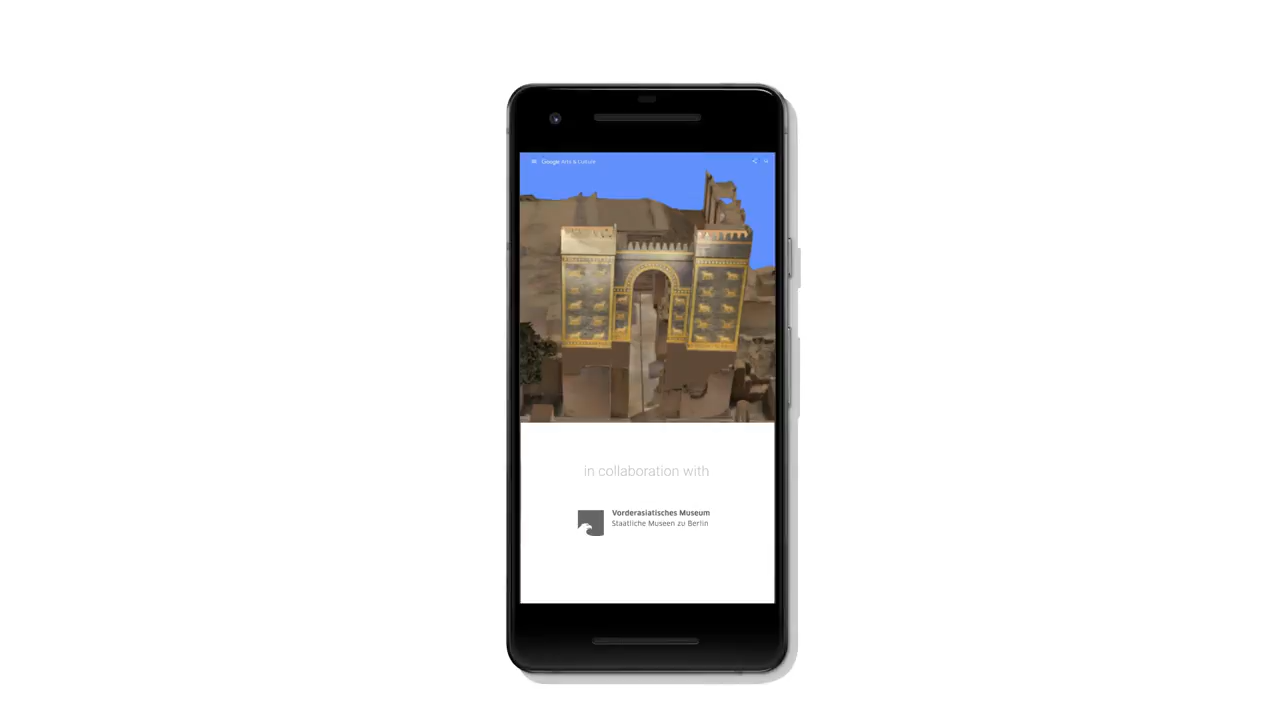 Google Arts & Culture
in collaboration with
Vorderasiatisches Museum
Staatliche Museen zu Berlin